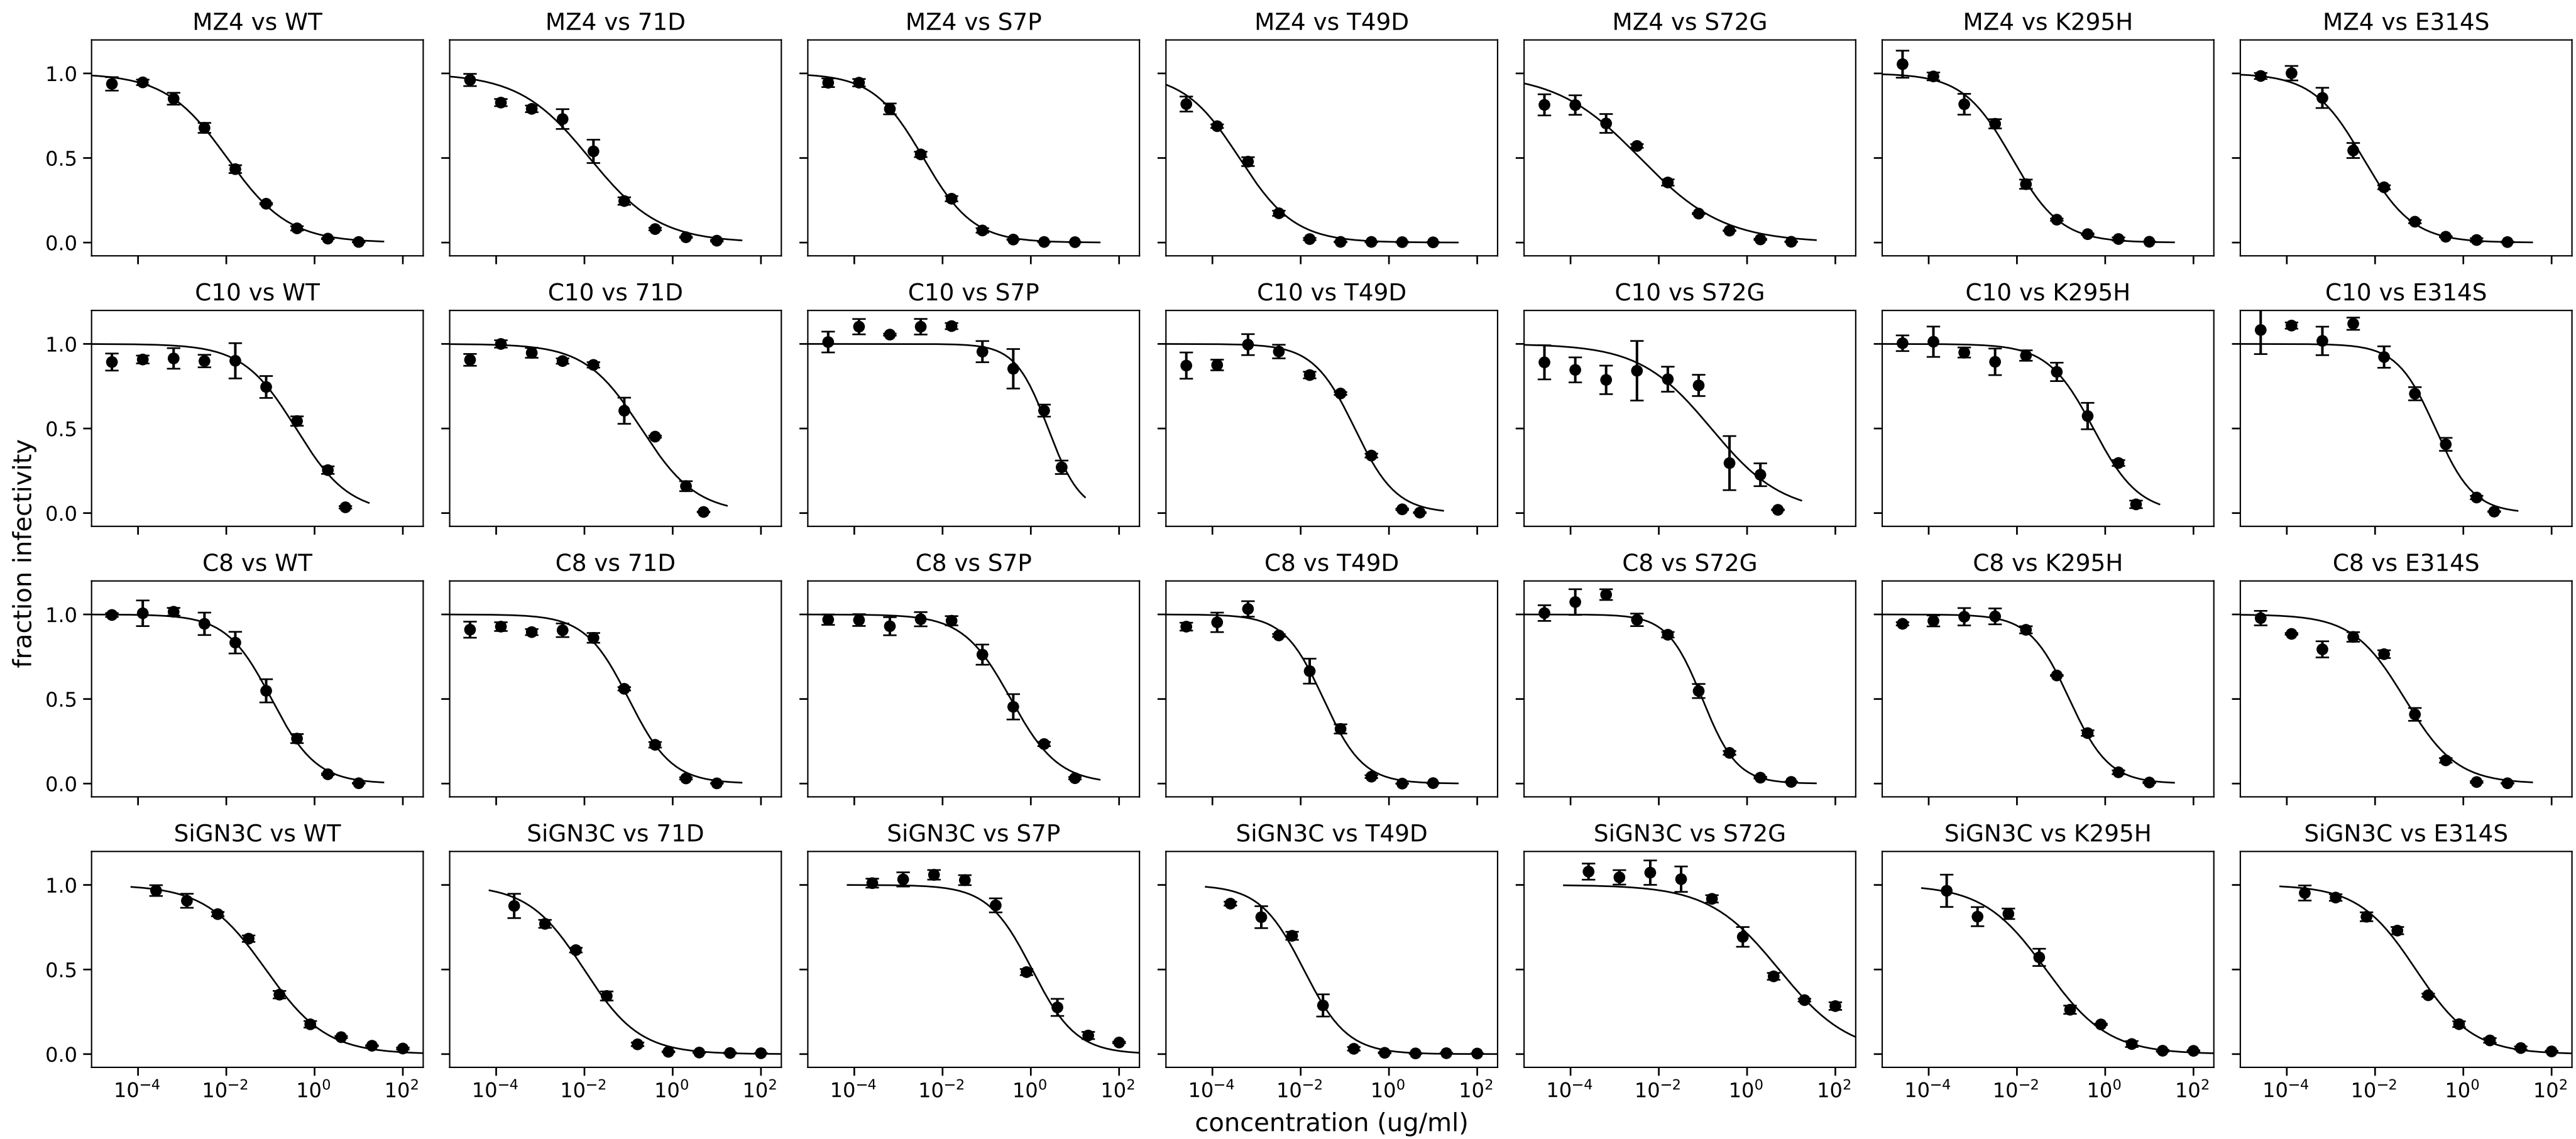 MZ4 vs WT
MZ4 vs 71D
MZ4 vs S7P
MZ4 vs T49D
MZ4 vs S72G
MZ4 vs K295H
MZ4 vs E314S
1.0
0.5
0.0
C10 vs WT
C10 vs 71D
C10 vs S7P
C10 vs T49D
C10 vs S72G
C10 vs K295H
C10 vs E314S
1.0
0.5
0.0
fraction infectivity
C8 vs WT
C8 vs 71D
C8 vs S7P
C8 vs T49D
C8 vs S72G
C8 vs K295H
C8 vs E314S
1.0
0.5
0.0
SiGN3C vs WT
SiGN3C vs 71D
SiGN3C vs S7P
SiGN3C vs T49D
SiGN3C vs S72G
SiGN3C vs K295H
SiGN3C vs E314S
1.0
0.5
0.0
10⁻⁴ 10⁻² 10⁰ 10²
10⁻⁴ 10⁻² 10⁰ 10²
10⁻⁴ 10⁻² 10⁰ 10²
10⁻⁴ 10⁻² 10⁰ 10²
10⁻⁴ 10⁻² 10⁰ 10²
10⁻⁴ 10⁻² 10⁰ 10²
10⁻⁴ 10⁻² 10⁰ 10²
concentration (ug/ml)